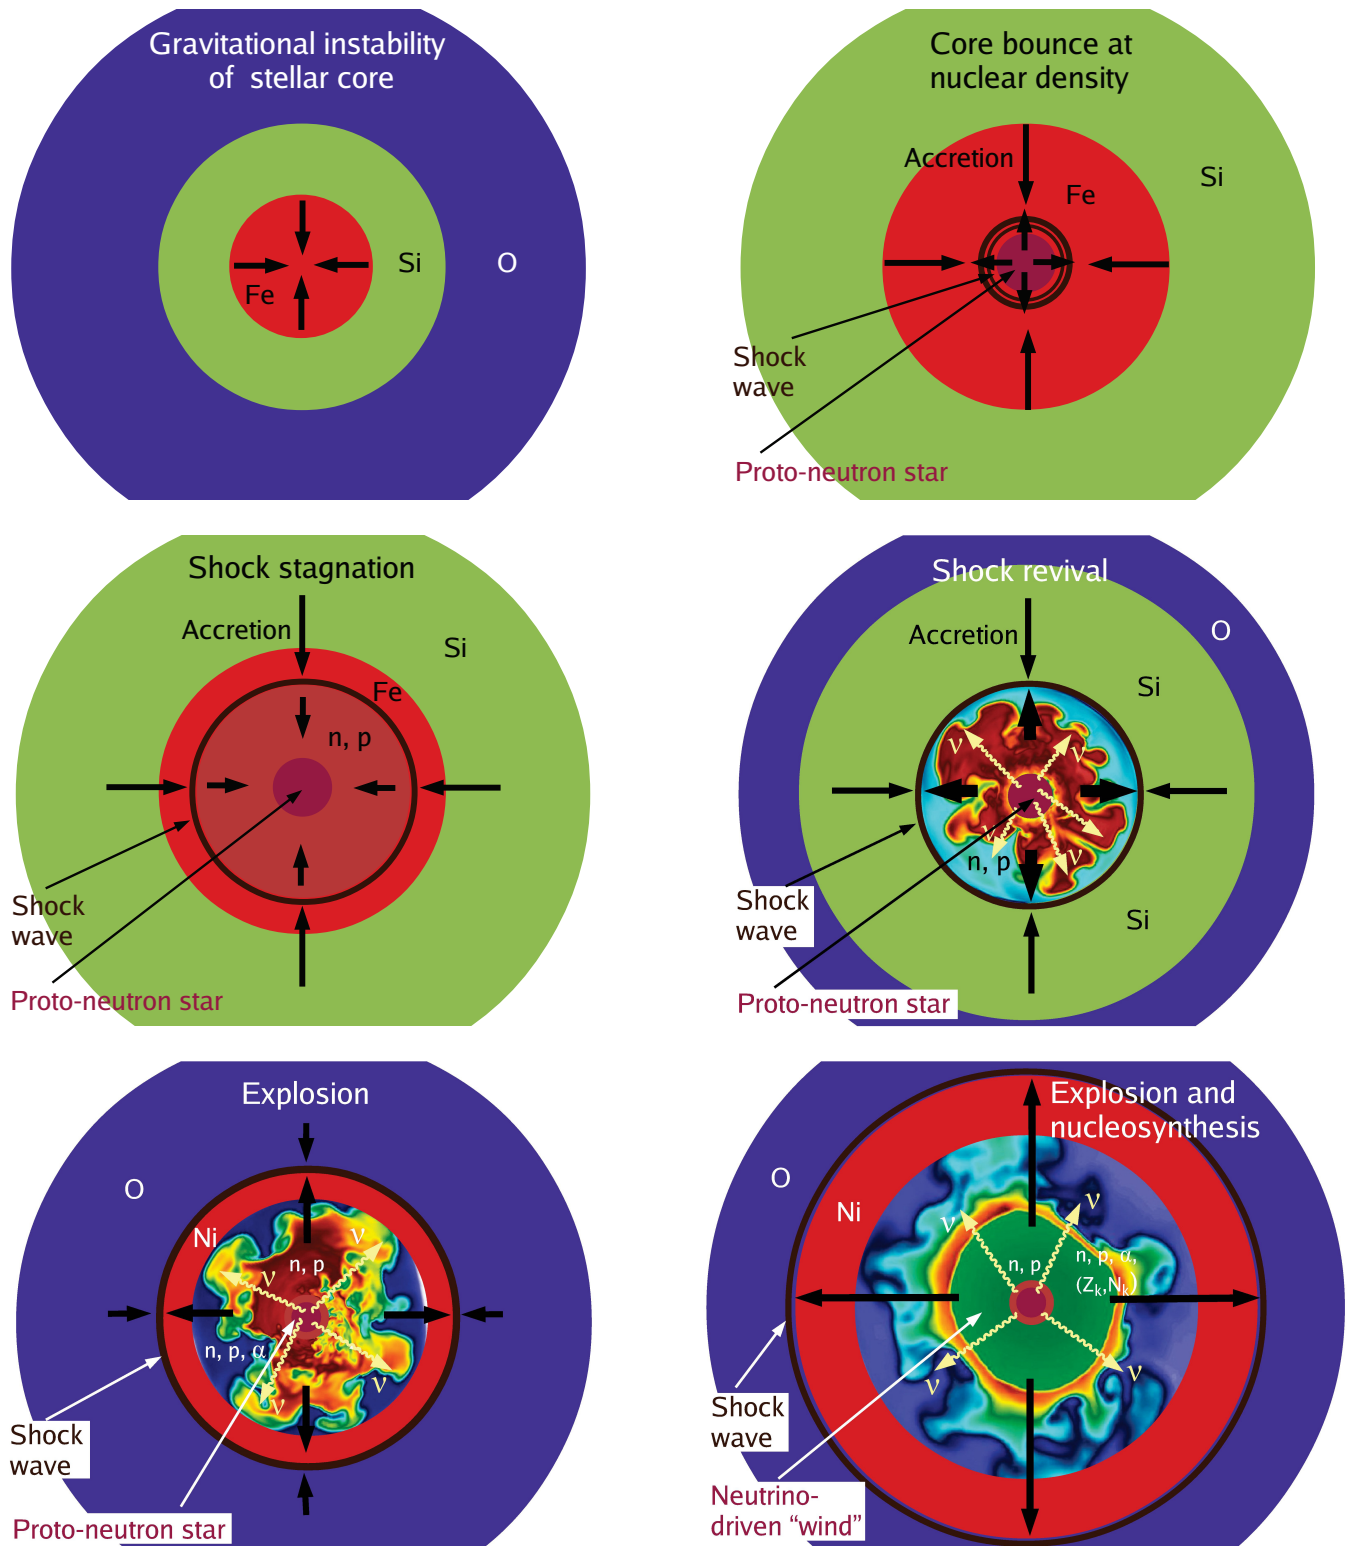 Gravitational instability
of stellar core
Si
O
Fe
Core bounce at
nuclear density
Accretion
Si
Fe
Shock
wave
Proto-neutron star
Shock stagnation
Accretion
Si
Fe
n, p
Shock
wave
Proto-neutron star
Shock revival
O
Accretion
Si
ν
ν
ν
n, p
ν
Shock
wave
Si
Proto-neutron star
Explosion
O
Ni
ν
n, p
ν
n, p, α
ν
ν
Shock
wave
Proto-neutron star
Explosion and
nucleosynthesis
O
Ni
ν
ν
n, p
n, p, α,
(Zk,Nk)
ν
ν
Shock
wave
Neutrino-
driven “wind”